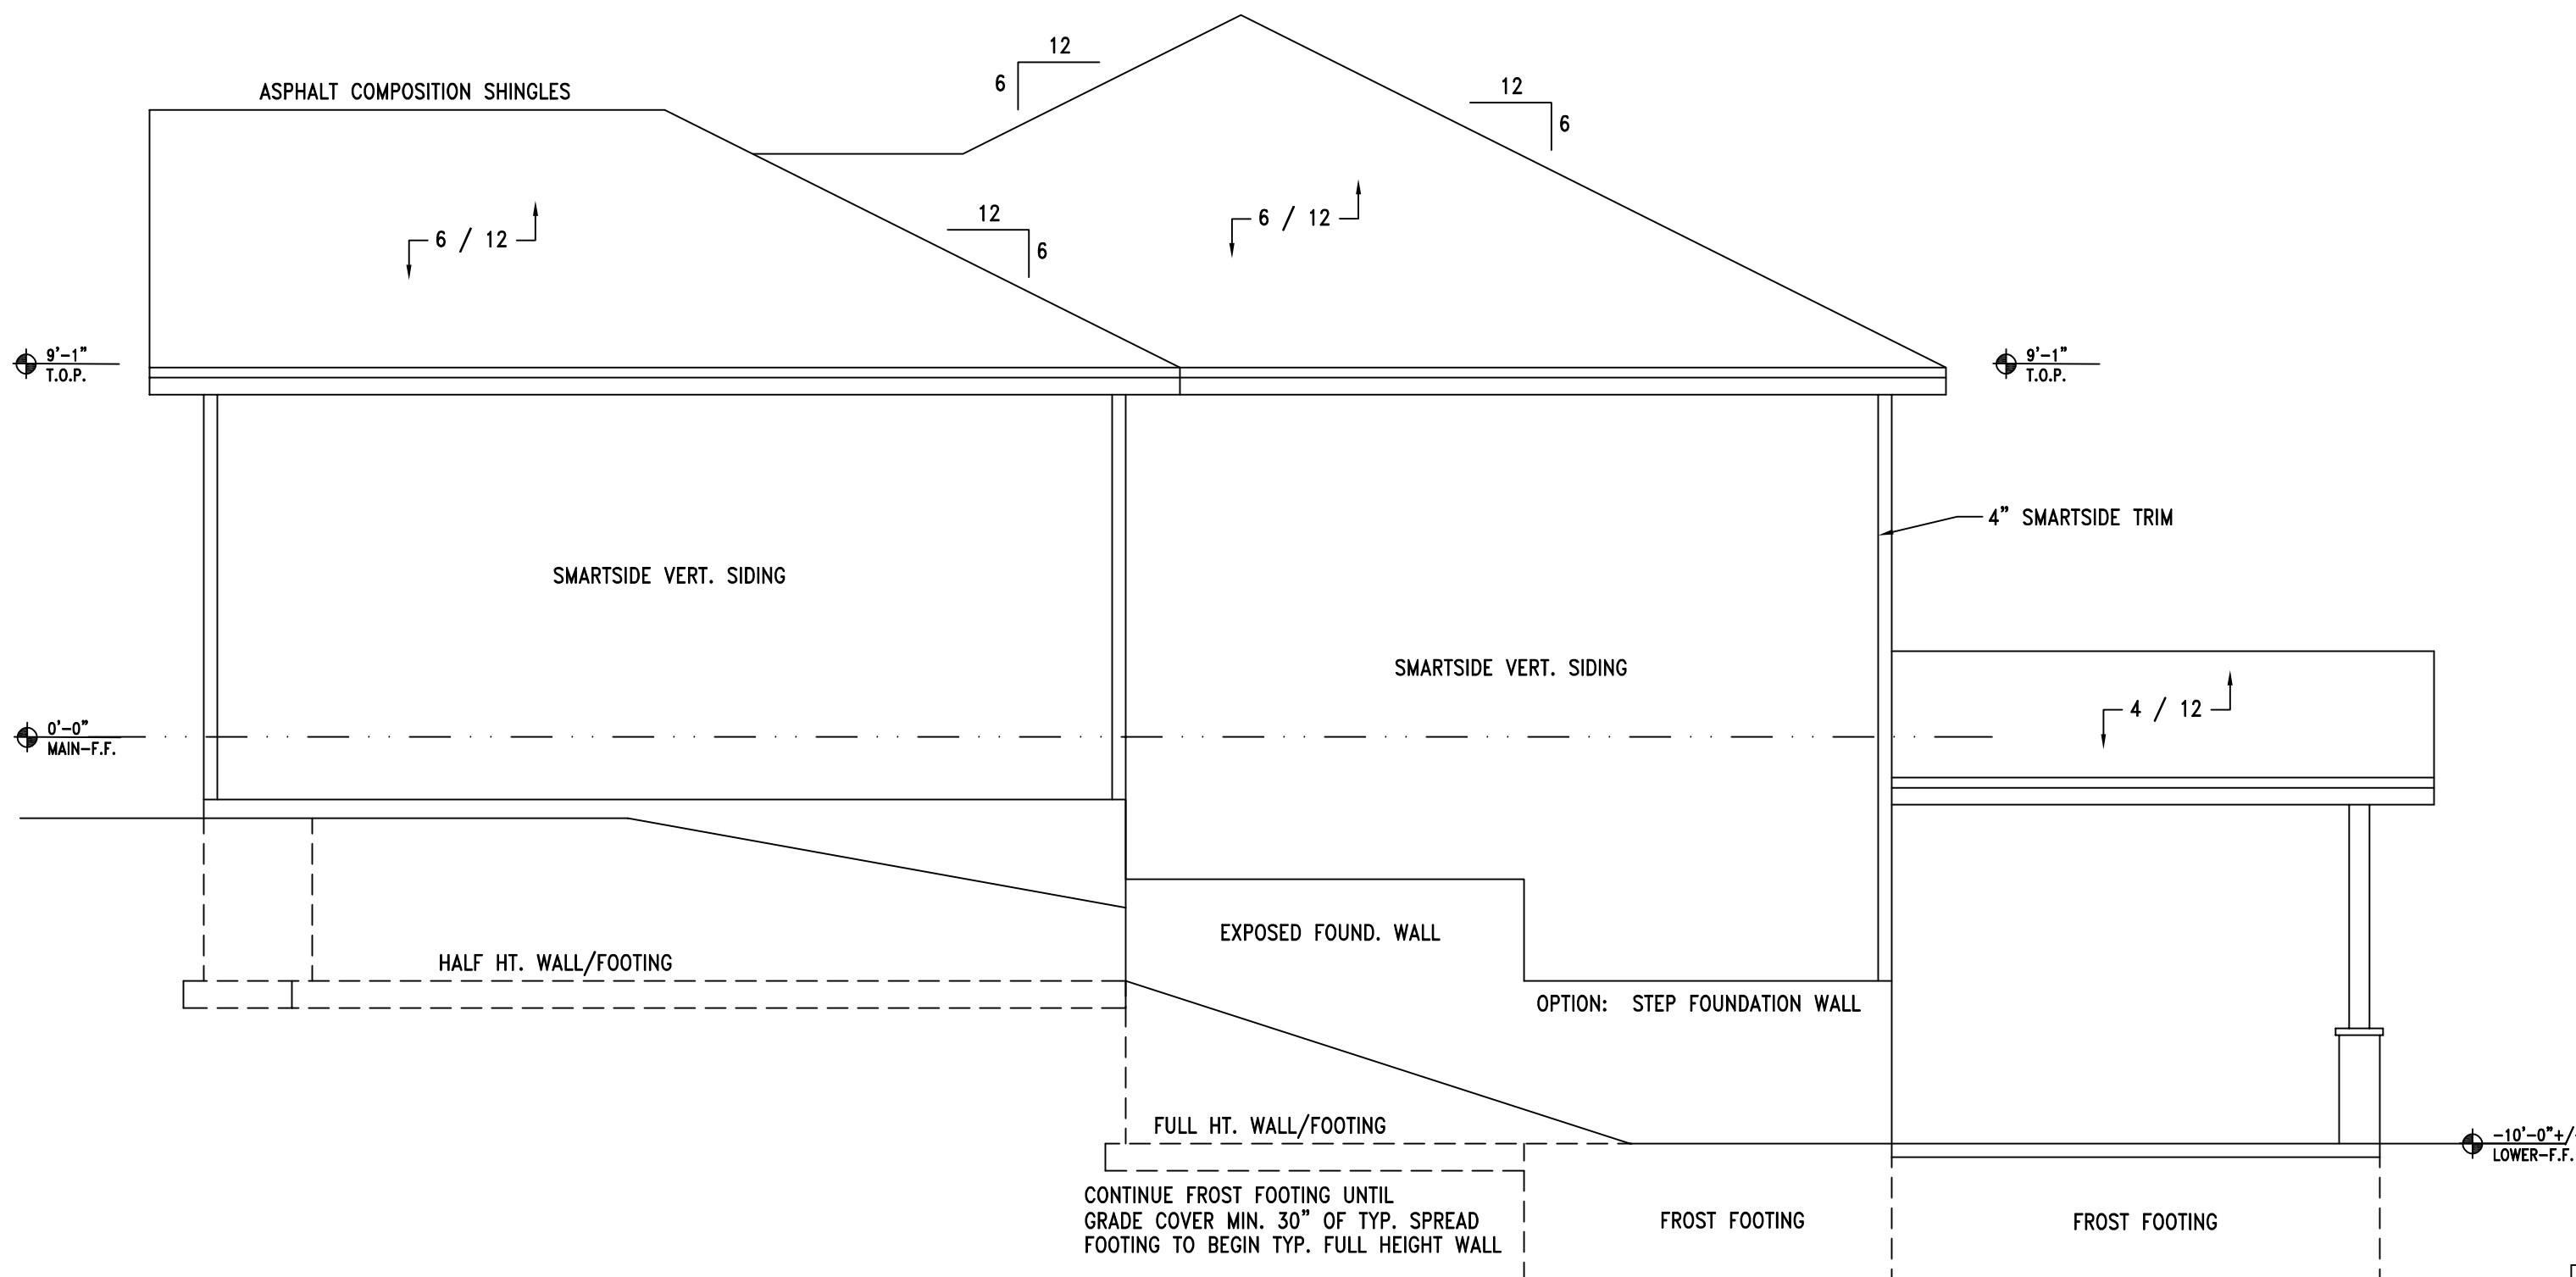 12
6
12
6
ASPHALT COMPOSITION SHINGLES
12
6
6 / 12
6 / 12
9'-1"
T.O.P.
9'-1"
T.O.P.
4" SMARTSIDE TRIM
SMARTSIDE VERT. SIDING
SMARTSIDE VERT. SIDING
4 / 12
0'-0"
MAIN-F.F.
EXPOSED FOUND. WALL
HALF HT. WALL/FOOTING
OPTION: STEP FOUNDATION WALL
FULL HT. WALL/FOOTING
-10'-0"+/-
LOWER-F.F.
CONTINUE FROST FOOTING UNTIL
GRADE COVER MIN. 30" OF TYP. SPREAD
FOOTING TO BEGIN TYP. FULL HEIGHT WALL
FROST FOOTING
FROST FOOTING